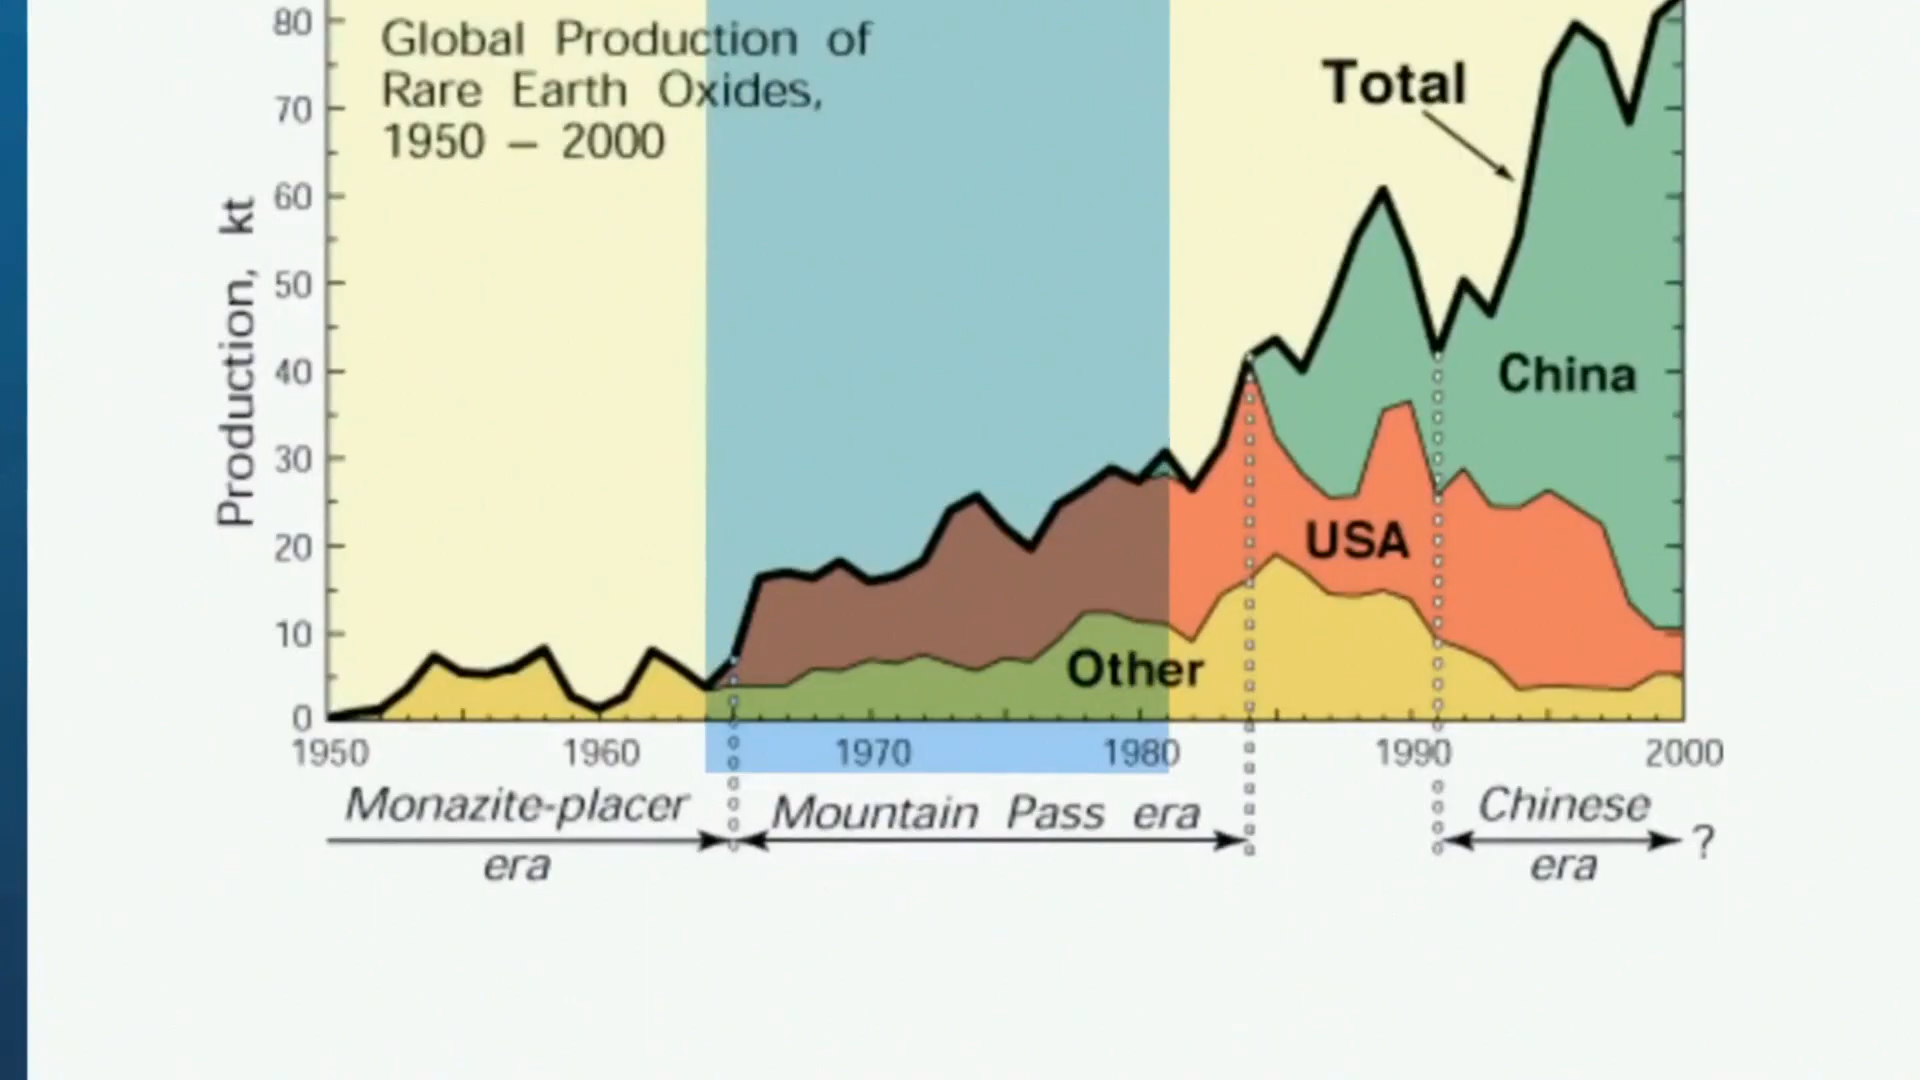 80
70
60
50
40
30
20
10
0
Production, kt
Global Production of
Rare Earth Oxides,
1950 – 2000
Total
China
USA
Other
1950 1960 1970 1980 1990 2000
Monazite-placer
era
Mountain Pass era
Chinese
era
?